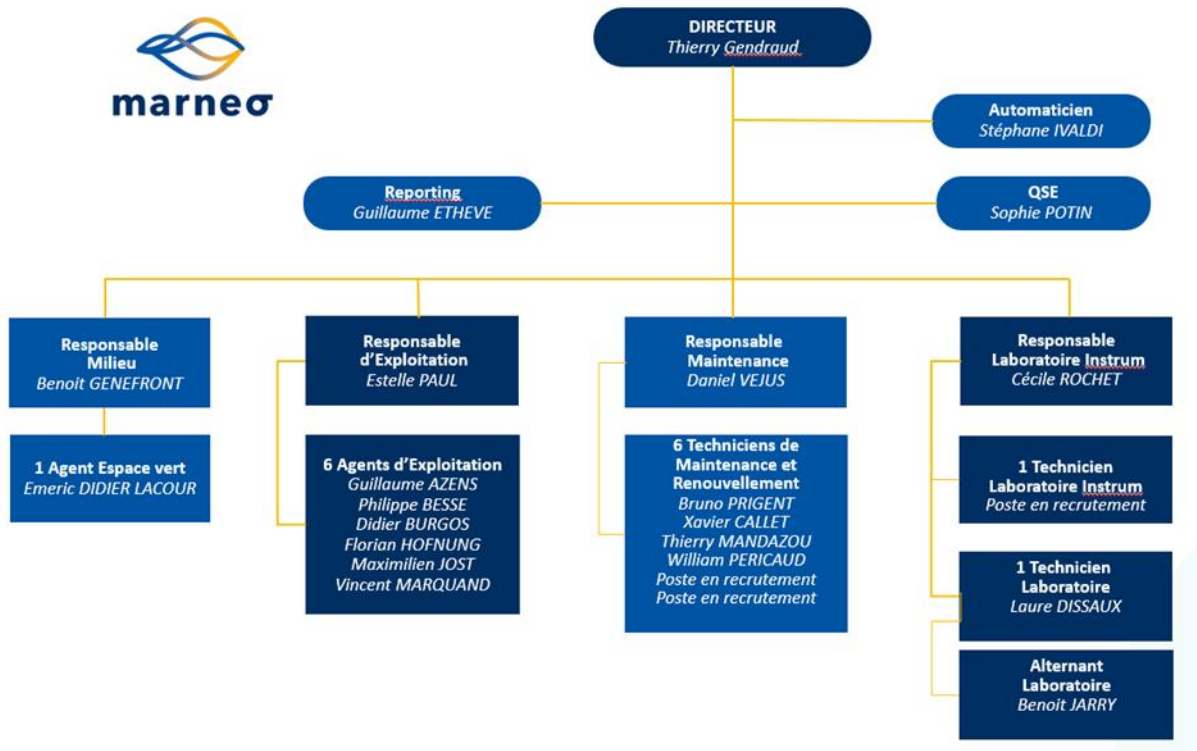 marneo
DIRECTEUR
Thierry Gendraud
Automaticien
Stéphane IVALDI
Reporting
Guillaume ETHEVE
QSE
Sophie POTIN
Responsable
Milieu
Benoit GENEFRONT
1 Agent Espace vert
Emeric DIDIER LACOUR
Responsable
d’Exploitation
Estelle PAUL
6 Agents d’Exploitation
Guillaume AZENS
Philippe BESSE
Didier BURGOS
Florian HOFNUNG
Maximilien JOST
Vincent MARQUAND
Responsable
Maintenance
Daniel VEJUS
6 Techniciens de
Maintenance et
Renouvellement
Bruno PRIGENT
Xavier CALLET
Thierry MANDAZOU
William PERICAUD
Poste en recrutement
Poste en recrutement
Responsable
Laboratoire Instrum
Cécile ROCHET
1 Technicien
Laboratoire Instrum
Poste en recrutement
1 Technicien
Laboratoire
Laure DISSAUX
Alternant
Laboratoire
Benoit JARRY